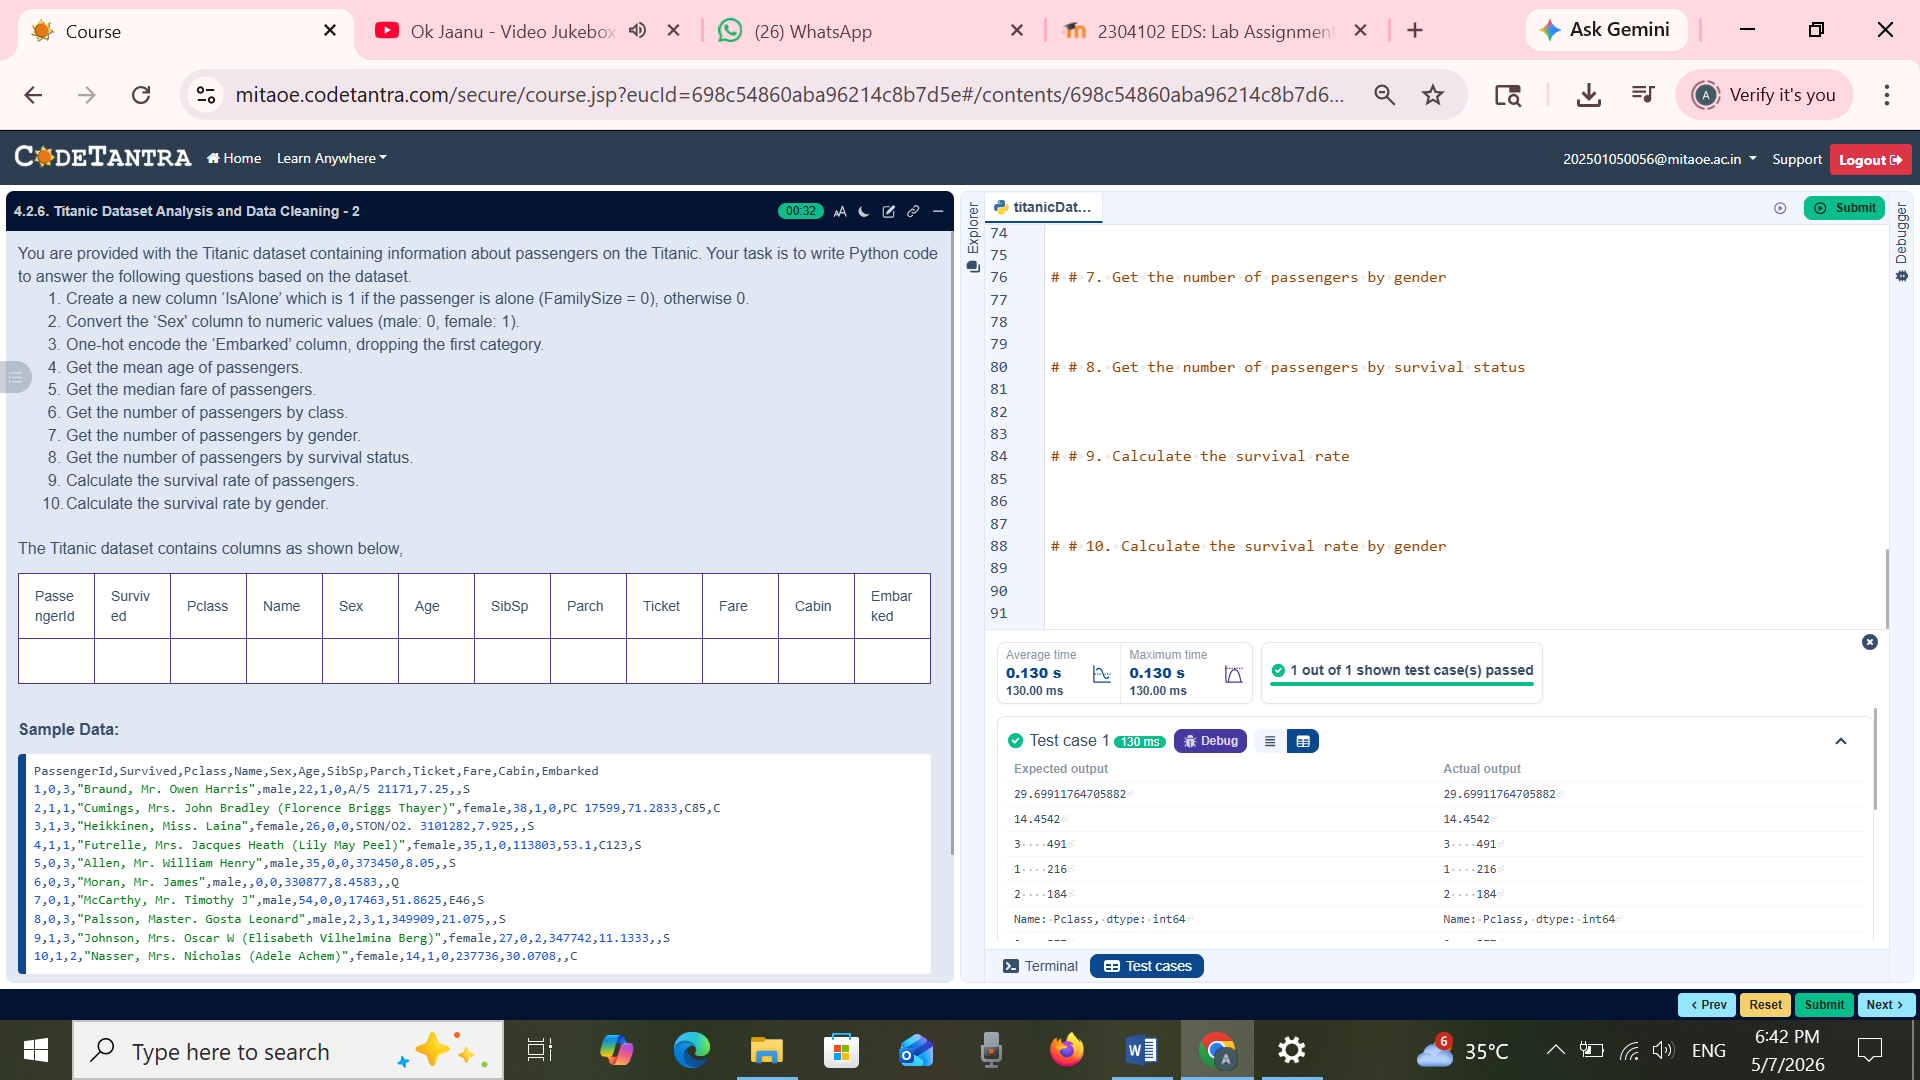 Course
Ok Jaanu - Video Jukebox
(26) WhatsApp
2304102 EDS: Lab Assignment
Ask Gemini
mitaoe.codetantra.com/secure/course.jsp?eucId=698c54860aba96214c8b7d5e#/contents/698c54860aba96214c8b7d6...
A
Verify it's you
CODETANTRA
Home
Learn Anywhere
202501050056@mitaoe.ac.in
Support
Logout
4.2.6. Titanic Dataset Analysis and Data Cleaning - 2
00:32
AA
You are provided with the Titanic dataset containing information about passengers on the Titanic. Your task is to write Python code
to answer the following questions based on the dataset.
1. Create a new column ‘IsAlone’ which is 1 if the passenger is alone (FamilySize = 0), otherwise 0.
2. Convert the ‘Sex' column to numeric values (male: 0, female: 1).
3. One-hot encode the ‘Embarked’ column, dropping the first category.
4. Get the mean age of passengers.
5. Get the median fare of passengers.
6. Get the number of passengers by class.
7. Get the number of passengers by gender.
8. Get the number of passengers by survival status.
9. Calculate the survival rate of passengers.
10. Calculate the survival rate by gender.
The Titanic dataset contains columns as shown below,
PassengerId Survived Pclass Name Sex Age SibSp Parch Ticket Fare Cabin Embarked
Sample Data:
PassengerId,Survived,Pclass,Name,Sex,Age,SibSp,Parch,Ticket,Fare,Cabin,Embarked
1,0,3,"Braund, Mr. Owen Harris",male,22,1,0,A/5 21171,7.25,,S
2,1,1,"Cumings, Mrs. John Bradley (Florence Briggs Thayer)",female,38,1,0,PC 17599,71.2833,C85,C
3,1,3,"Heikkinen, Miss. Laina",female,26,0,0,STON/O2. 3101282,7.925,,S
4,1,1,"Futrelle, Mrs. Jacques Heath (Lily May Peel)",female,35,1,0,113803,53.1,C123,S
5,0,3,"Allen, Mr. William Henry",male,35,0,0,373450,8.05,,S
6,0,3,"Moran, Mr. James",male,,0,0,330877,8.4583,,Q
7,0,1,"McCarthy, Mr. Timothy J",male,54,0,0,17463,51.8625,E46,S
8,0,3,"Palsson, Master. Gosta Leonard",male,2,3,1,349909,21.075,,S
9,1,3,"Johnson, Mrs. Oscar W (Elisabeth Vilhelmina Berg)",female,27,0,2,347742,11.1333,,S
10,1,2,"Nasser, Mrs. Nicholas (Adele Achem)",female,14,1,0,237736,30.0708,,C
Explorer
titanicDat...
Submit
Debugger
74
75
76 # # 7. Get the number of passengers by gender
77
78
79
80 # # 8. Get the number of passengers by survival status
81
82
83
84 # # 9. Calculate the survival rate
85
86
87
88 # # 10. Calculate the survival rate by gender
89
90
91
Average time
0.130 s
130.00 ms
Maximum time
0.130 s
130.00 ms
1 out of 1 shown test case(s) passed
Test case 1
130 ms
Debug
Expected output Actual output
29.69911764705882 29.69911764705882
14.4542 14.4542
3····491 3····491
1····216 1····216
2····184 2····184
Name:·Pclass,·dtype:·int64 Name:·Pclass,·dtype:·int64
Terminal
Test cases
Prev
Reset
Submit
Next
Type here to search
6
35°C
ENG
6:42 PM
5/7/2026